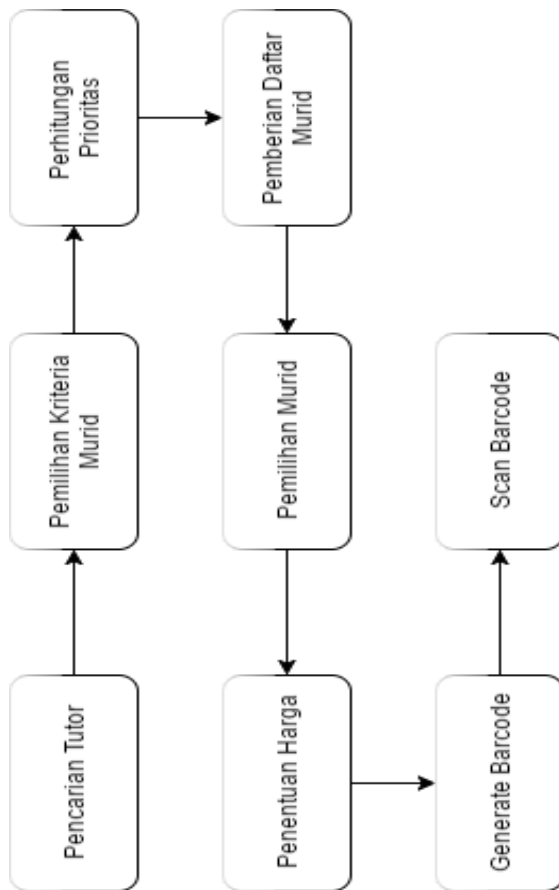 Pencarian Tutor
Pemilihan Kriteria
Murid
Perhitungan
Prioritas
Pemberian Daftar
Murid
Pemilihan Murid
Penentuan Harga
Generate Barcode
Scan Barcode